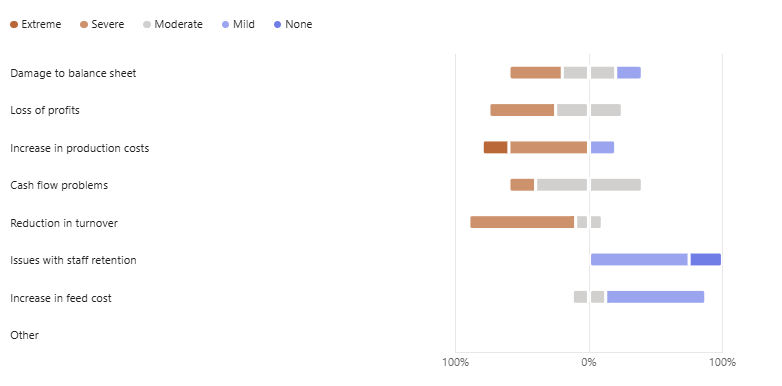 Extreme Severe Moderate Mild None
Damage to balance sheet
Loss of profits
Increase in production costs
Cash flow problems
Reduction in turnover
Issues with staff retention
Increase in feed cost
Other
100% 0% 100%